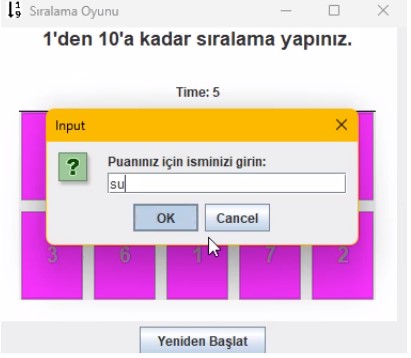 Sıralama Oyunu
1'den 10'a kadar sıralama yapınız.
Time: 5
Input
Puanınız için isminizi girin:
su
OK Cancel
3 6 1 7 2
Yeniden Başlat